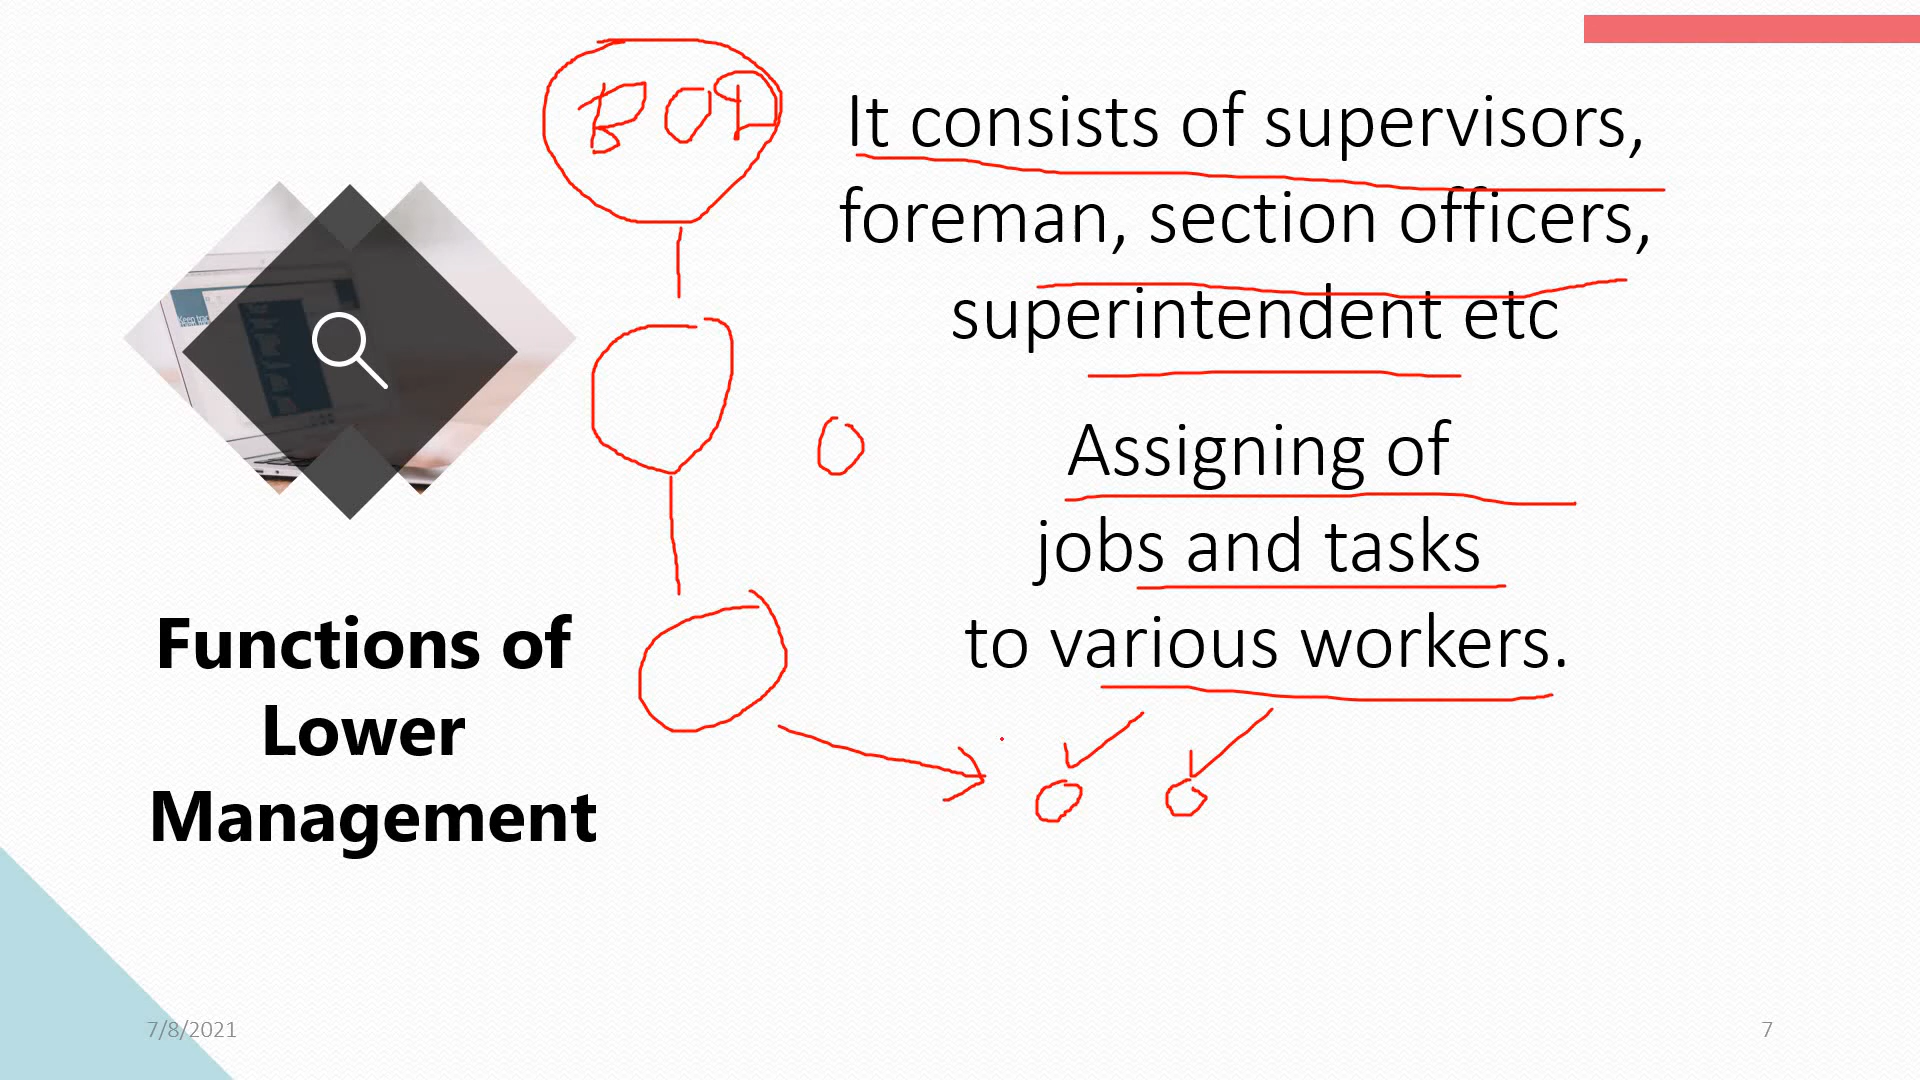 BOD
It consists of supervisors,
foreman, section officers,
superintendent etc
Assigning of
jobs and tasks
to various workers.
Functions of
Lower
Management
7/8/2021
7